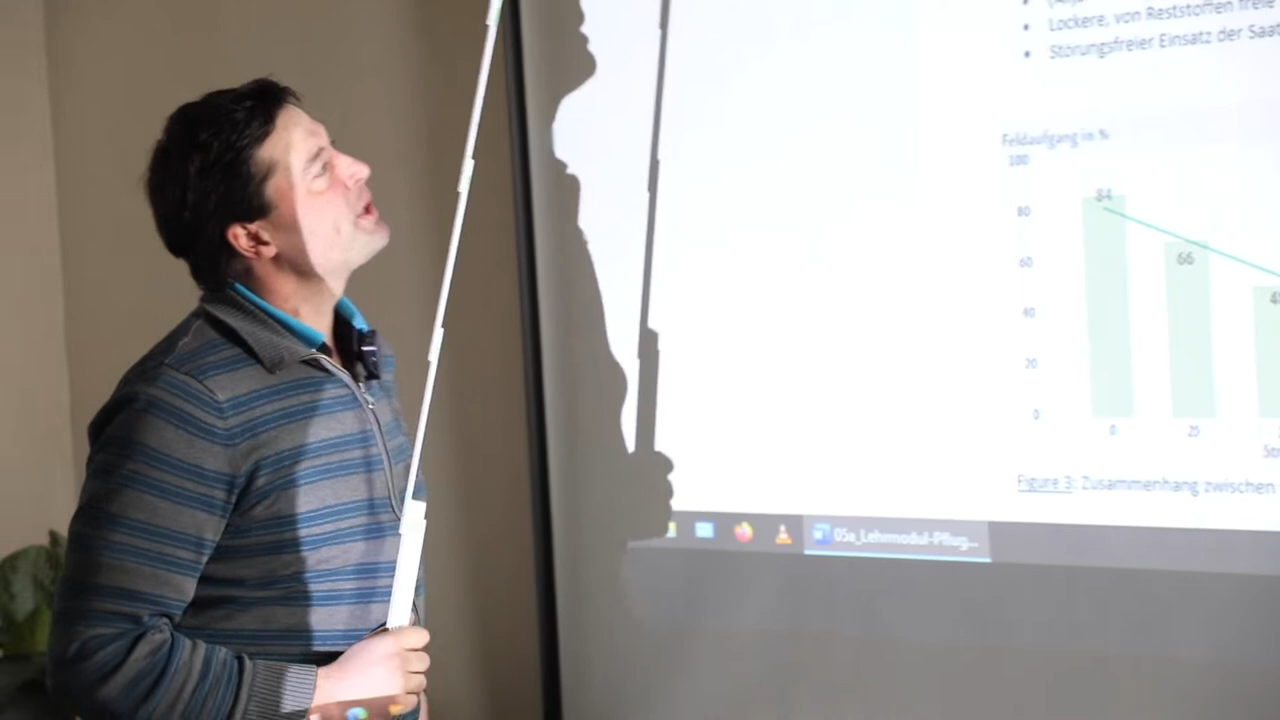 Lockere, von Reststoffen freie
Störungsfreier Einsatz der Saat
Feldaufgang in %
100
84
80
66
60
40
20
0
0
20
Figure 3: Zusammenhang zwischen
05a_Lehrmodul-Pflug...